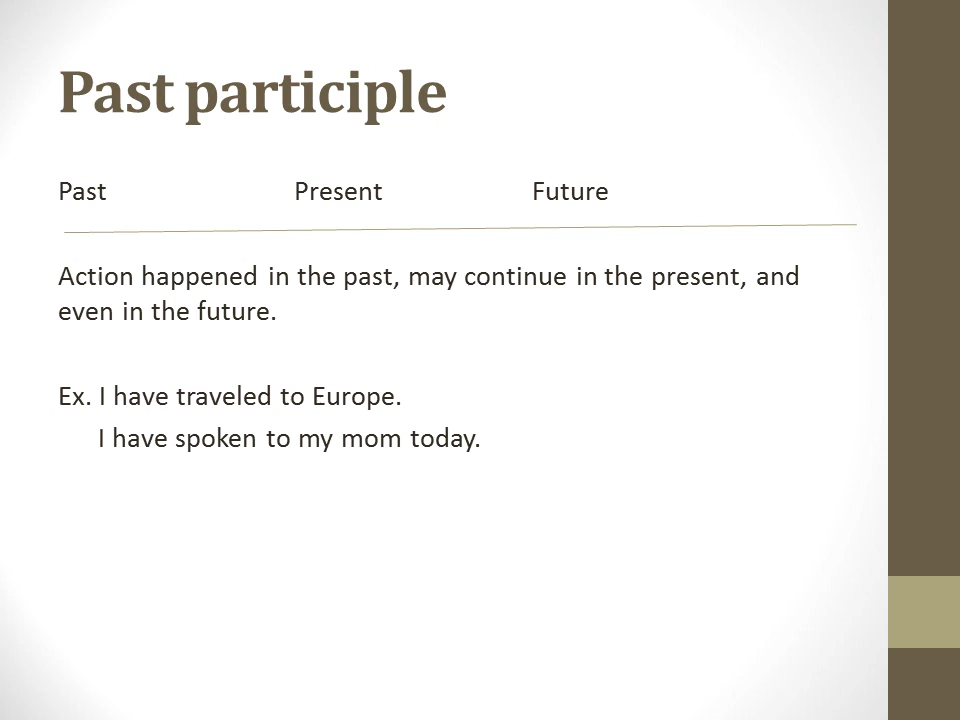 Past participle
Past Present Future
Action happened in the past, may continue in the present, and
even in the future.
Ex. I have traveled to Europe.
I have spoken to my mom today.